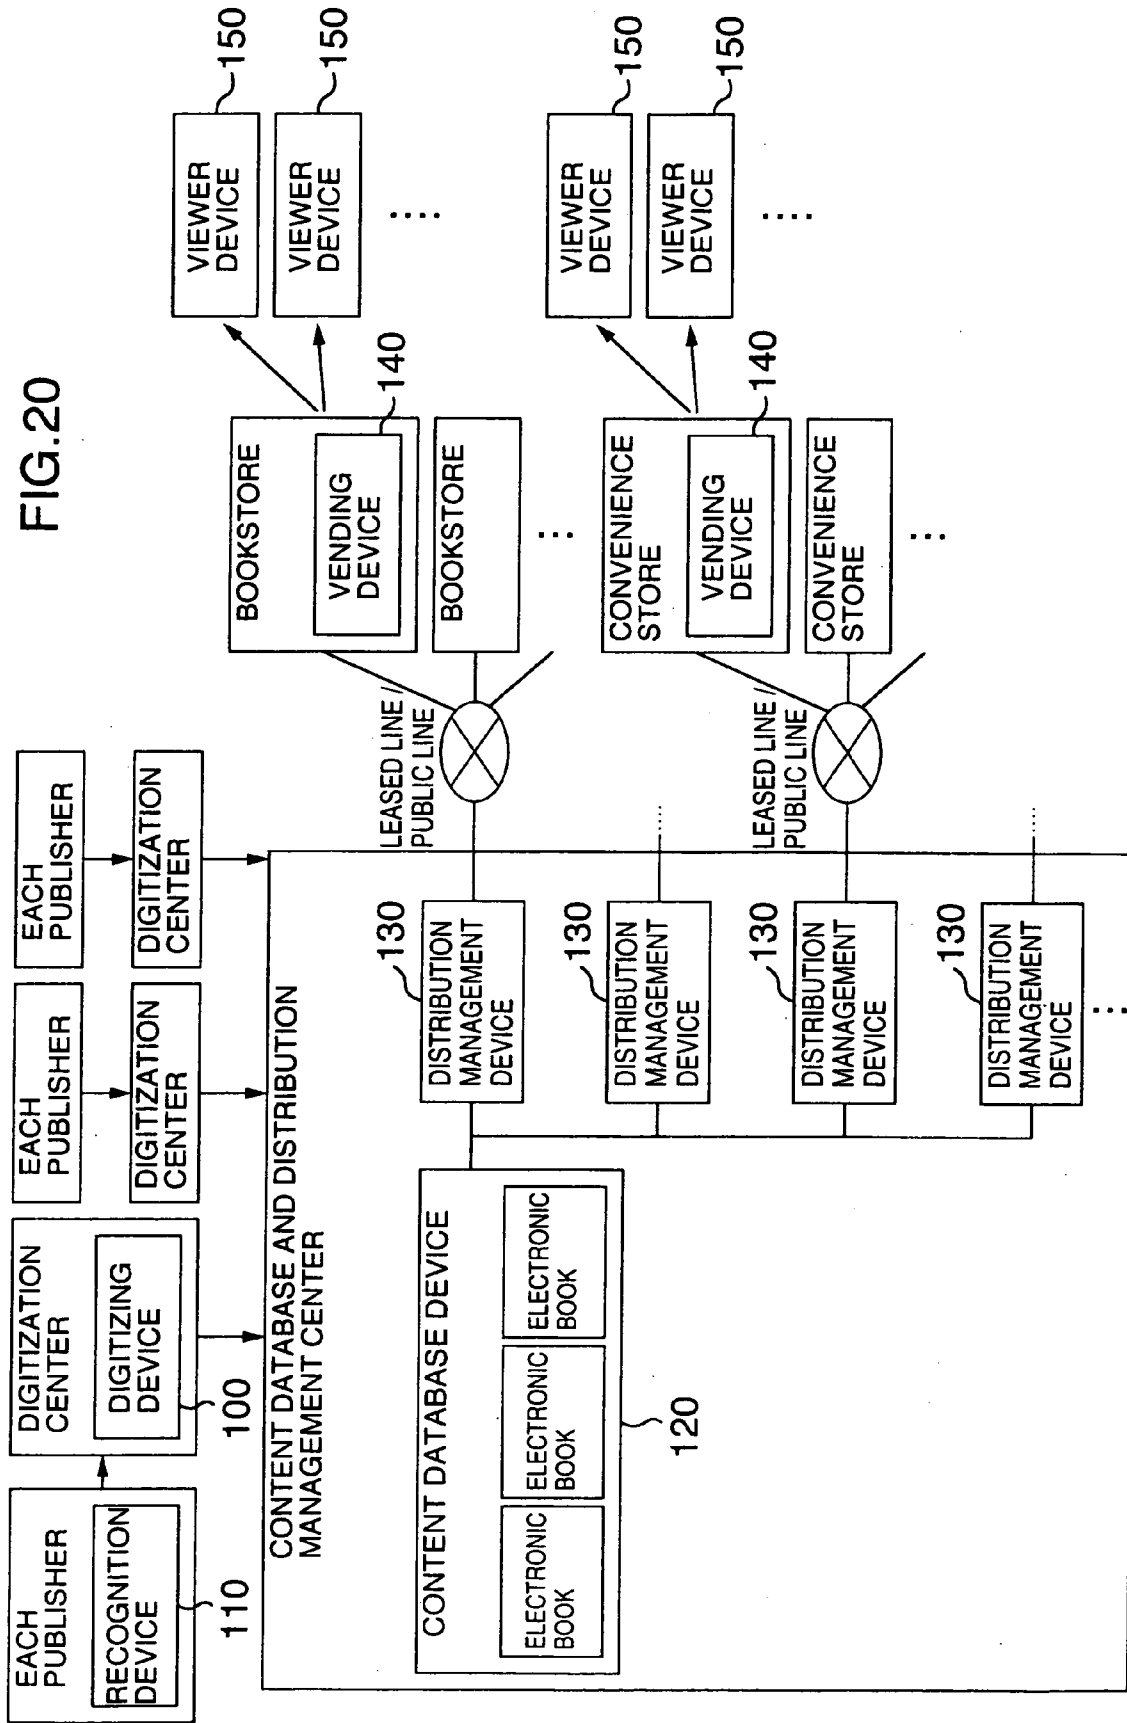 FIG.20
EACH
PUBLISHER
RECOGNITION
DEVICE
110
DIGITIZATION
CENTER
DIGITIZING
DEVICE
100
EACH
PUBLISHER
DIGITIZATION
CENTER
EACH
PUBLISHER
DIGITIZATION
CENTER
CONTENT DATABASE AND DISTRIBUTION
MANAGEMENT CENTER
CONTENT DATABASE DEVICE
ELECTRONIC
BOOK
ELECTRONIC
BOOK
ELECTRONIC
BOOK
120
130
DISTRIBUTION
MANAGEMENT
DEVICE
130
DISTRIBUTION
MANAGEMENT
DEVICE
130
DISTRIBUTION
MANAGEMENT
DEVICE
130
DISTRIBUTION
MANAGEMENT
DEVICE
LEASED LINE /
PUBLIC LINE
LEASED LINE /
PUBLIC LINE
BOOKSTORE
VENDING
DEVICE
140
BOOKSTORE
CONVENIENCE
STORE
VENDING
DEVICE
140
CONVENIENCE
STORE
VIEWER
DEVICE
150
VIEWER
DEVICE
150
VIEWER
DEVICE
150
VIEWER
DEVICE
150